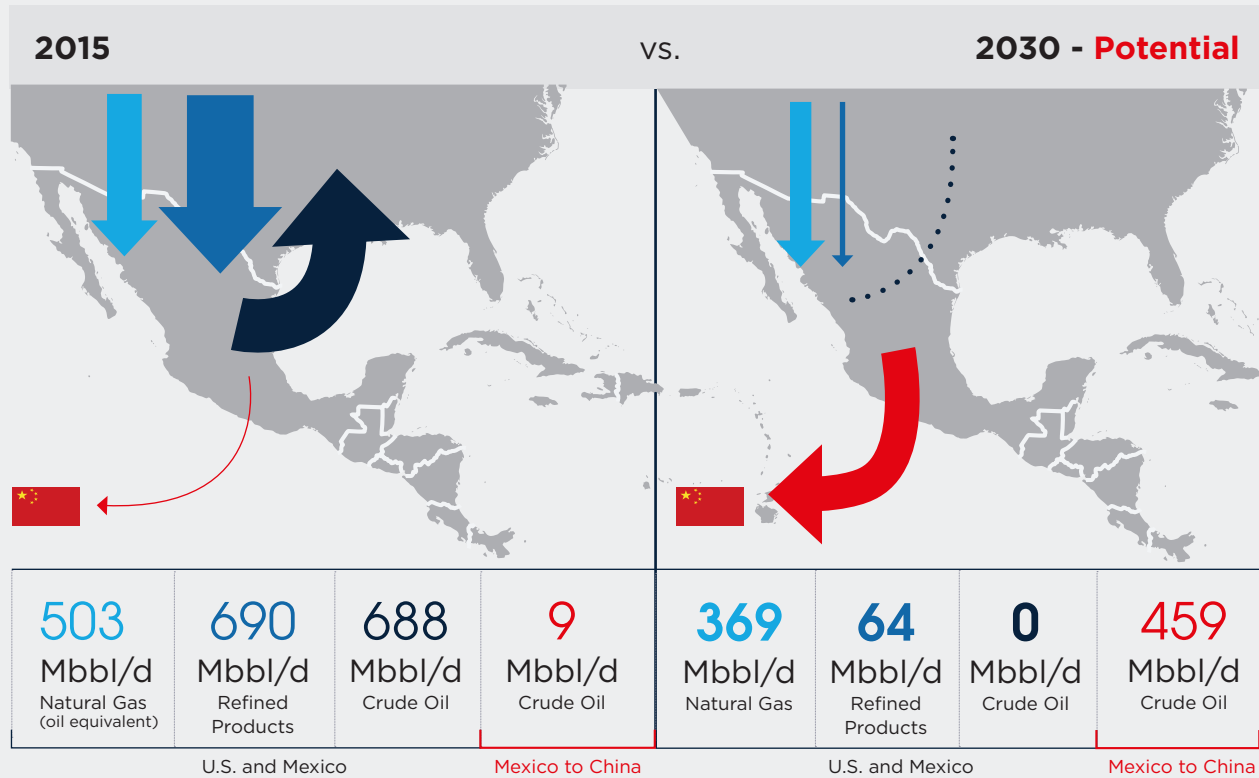 2015
vs.
2030 - Potential
503
Mbbl/d
Natural Gas
(oil equivalent)
690
Mbbl/d
Refined
Products
688
Mbbl/d
Crude Oil
9
Mbbl/d
Crude Oil
369
Mbbl/d
Natural Gas
64
Mbbl/d
Refined
Products
0
Mbbl/d
Crude Oil
459
Mbbl/d
Crude Oil
U.S. and Mexico
Mexico to China
U.S. and Mexico
Mexico to China